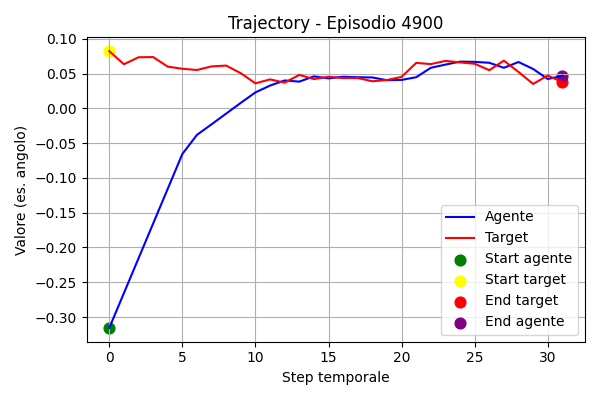 Trajectory - Episodio 4900
Valore (es. angolo)
0.10
0.05
0.00
−0.05
−0.10
−0.15
−0.20
−0.25
−0.30
Agente
Target
Start agente
Start target
End target
End agente
0 5 10 15 20 25 30
Step temporale